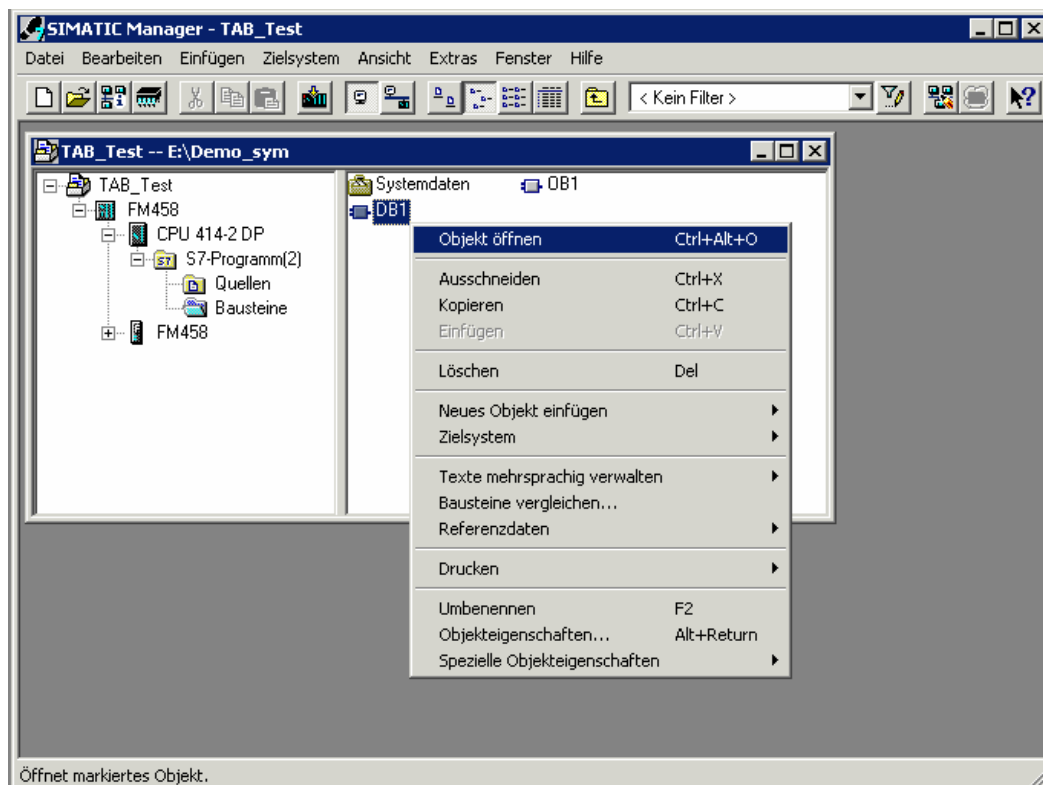 SIMATIC Manager - TAB_Test
Datei Bearbeiten Einfügen Zielsystem Ansicht Extras Fenster Hilfe
< Kein Filter >
TAB_Test -- E:\Demo_sym
TAB_Test
FM458
CPU 414-2 DP
S7-Programm(2)
Quellen
Bausteine
FM458
Systemdaten OB1
DB1
Objekt öffnen Ctrl+Alt+O
Ausschneiden Ctrl+X
Kopieren Ctrl+C
Einfügen Ctrl+V
Löschen Del
Neues Objekt einfügen
Zielsystem
Texte mehrsprachig verwalten
Bausteine vergleichen...
Referenzdaten
Drucken
Umbenennen F2
Objekteigenschaften... Alt+Return
Spezielle Objekteigenschaften
Öffnet markiertes Objekt.